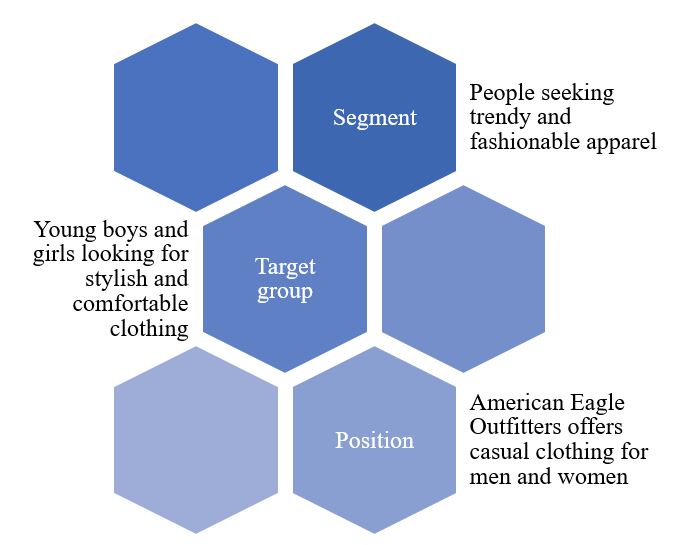 Segment
People seeking
trendy and
fashionable apparel
Young boys and
girls looking for
stylish and
comfortable
clothing
Target
group
Position
American Eagle
Outfitters offers
casual clothing for
men and women